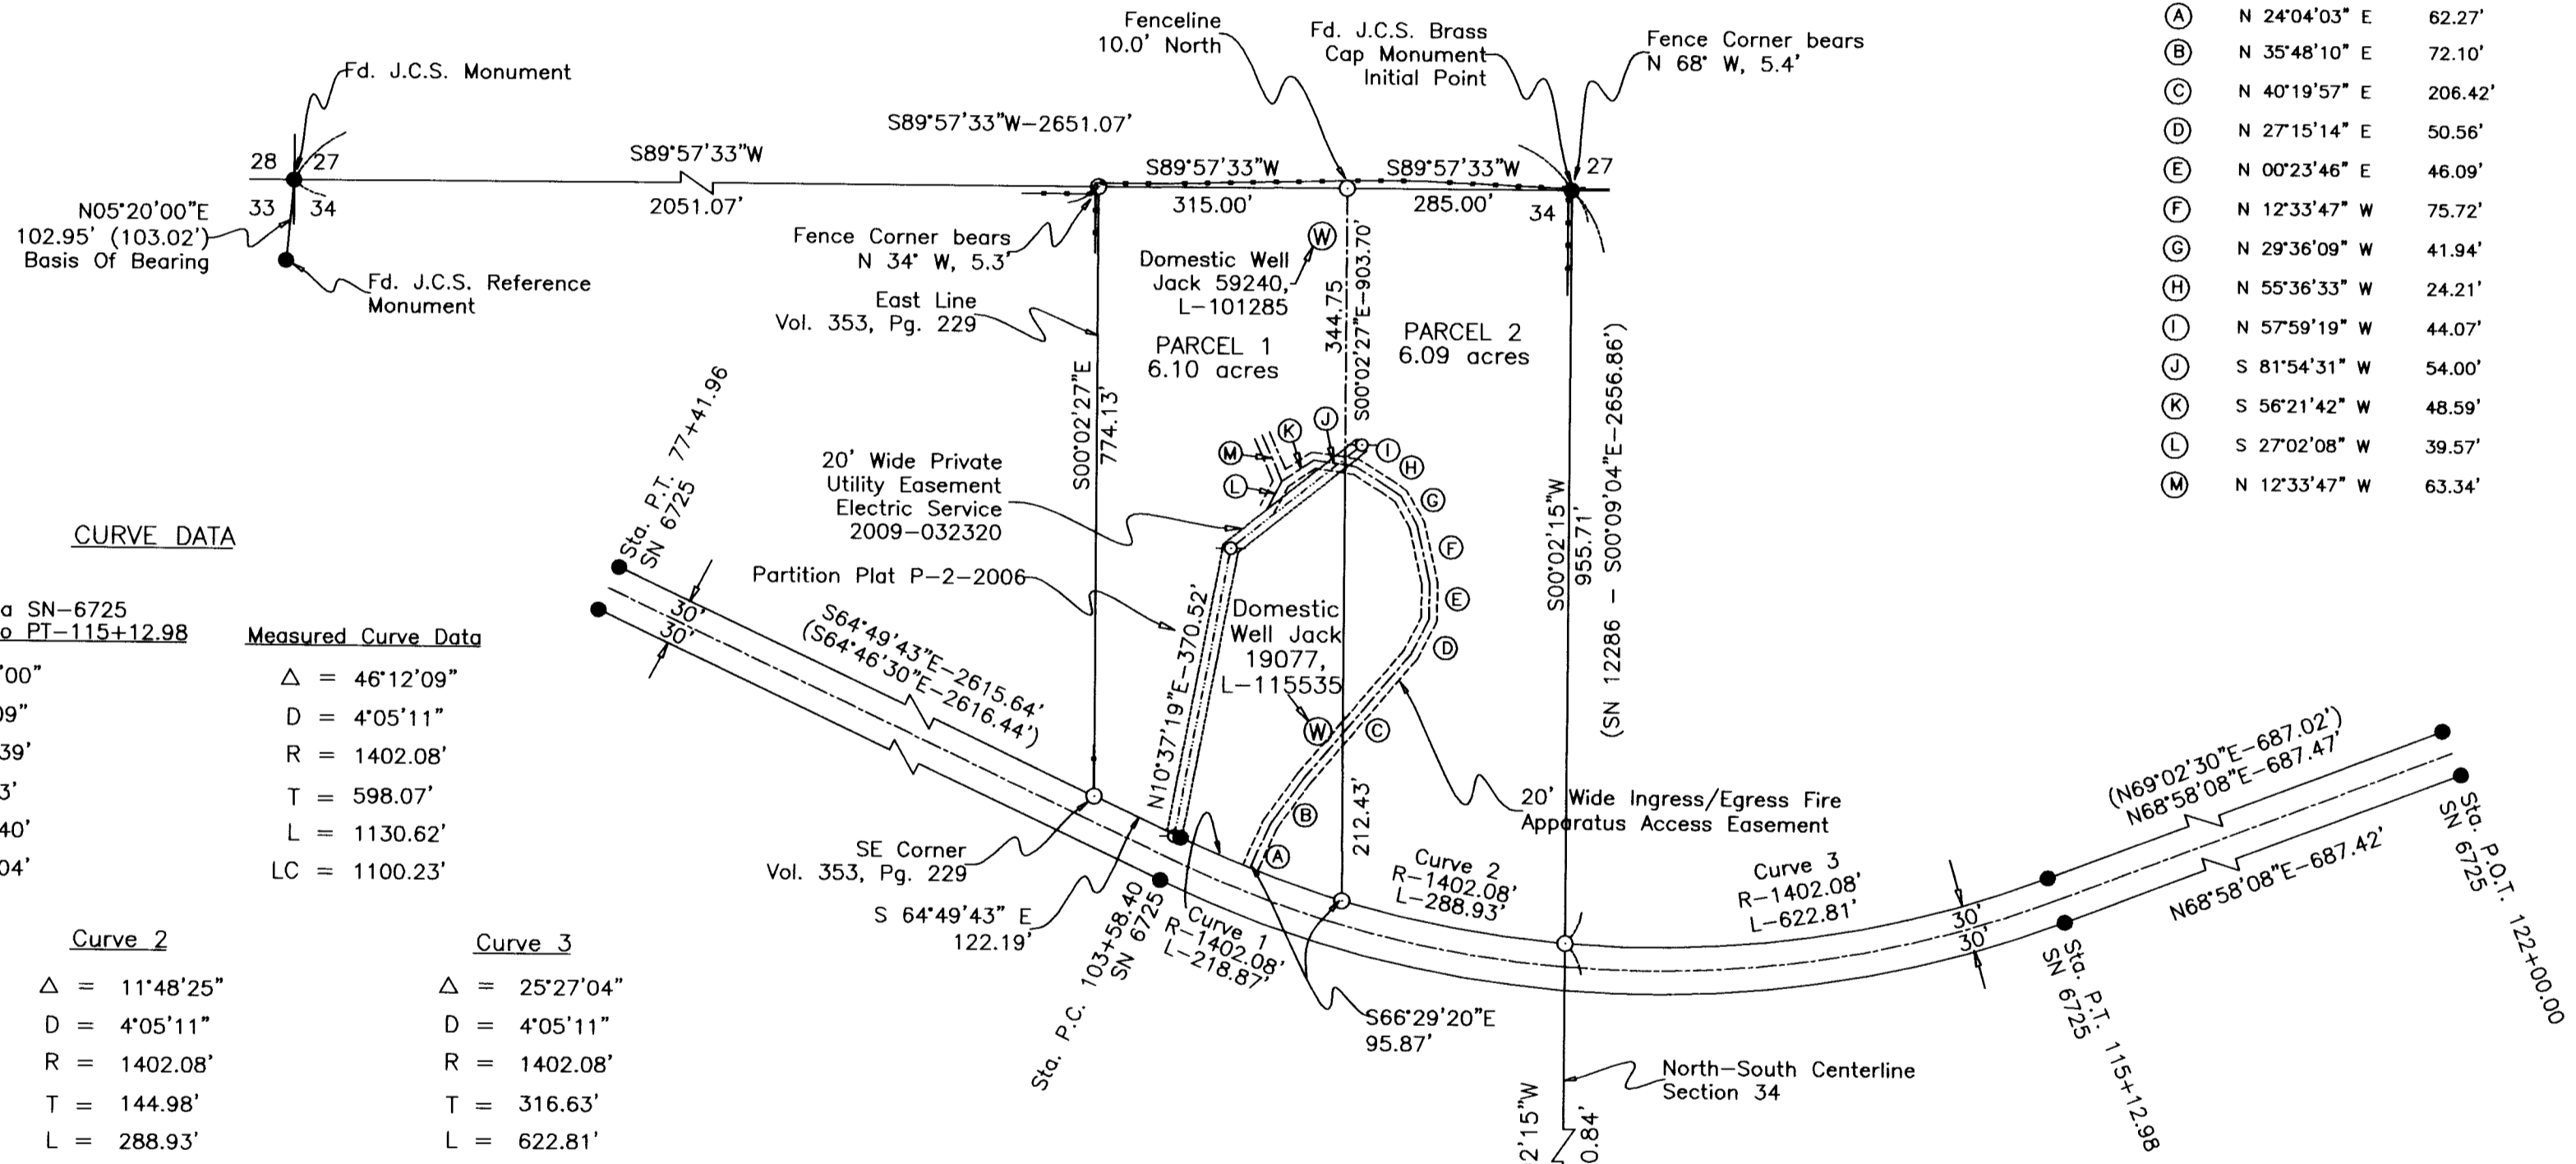 Fenceline
10.0' North
Fd. J.C.S. Brass
Cap Monument
Initial Point
Fence Corner bears
N 68° W, 5.4'
Fd. J.C.S. Monument
S89°57'33"W-2651.07'
28
27
33
34
S89°57'33"W
2051.07'
S89°57'33"W
315.00'
S89°57'33"W
285.00'
27
34
N05°20'00"E
102.95' (103.02')
Basis Of Bearing
Fd. J.C.S. Reference
Monument
Fence Corner bears
N 34° W, 5.3'
East Line
Vol. 353, Pg. 229
W
Domestic Well
Jack 59240,
L-101285
344.75
S00°02'27"E-903.70'
PARCEL 1
6.10 acres
PARCEL 2
6.09 acres
S00°02'27"E
774.13'
S00°02'15"W
955.71'
(SN 12286 - S00°09'04"E-2656.86')
Sta. P.T. 77+41.96
SN 6725
20' Wide Private
Utility Easement
Electric Service
2009-032320
Partition Plat P-2-2006
M
K
J
L
I
H
G
F
E
D
C
B
A
Domestic
Well Jack
19077,
L-115535
W
N10°37'19"E-370.52'
212.43'
30'
30'
S64°49'43"E-2615.64'
(S64°46'30"E-2616.44')
SE Corner
Vol. 353, Pg. 229
S 64°49'43" E
122.19'
Sta. P.C. 103+58.40
SN 6725
Curve 1
R-1402.08'
L-218.87'
S66°29'20"E
95.87'
Curve 2
R-1402.08'
L-288.93'
20' Wide Ingress/Egress Fire
Apparatus Access Easement
Curve 3
R-1402.08'
L-622.81'
30'
30'
(N69°02'30"E-687.02')
N68°58'08"E-687.47'
N68°58'08"E-687.42'
Sta. P.O.T. 122+00.00
SN 6725
Sta. P.T. 115+12.98
SN 6725
North-South Centerline
Section 34
2'15"W
0.84'
A N 24°04'03" E 62.27'
B N 35°48'10" E 72.10'
C N 40°19'57" E 206.42'
D N 27°15'14" E 50.56'
E N 00°23'46" E 46.09'
F N 12°33'47" W 75.72'
G N 29°36'09" W 41.94'
H N 55°36'33" W 24.21'
I N 57°59'19" W 44.07'
J S 81°54'31" W 54.00'
K S 56°21'42" W 48.59'
L S 27°02'08" W 39.57'
M N 12°33'47" W 63.34'
CURVE DATA
a SN-6725
o PT-115+12.98
'00"
09"
39'
3'
40'
04'
Measured Curve Data
△ = 46°12'09"
D = 4°05'11"
R = 1402.08'
T = 598.07'
L = 1130.62'
LC = 1100.23'
Curve 2
△ = 11°48'25"
D = 4°05'11"
R = 1402.08'
T = 144.98'
L = 288.93'
Curve 3
△ = 25°27'04"
D = 4°05'11"
R = 1402.08'
T = 316.63'
L = 622.81'